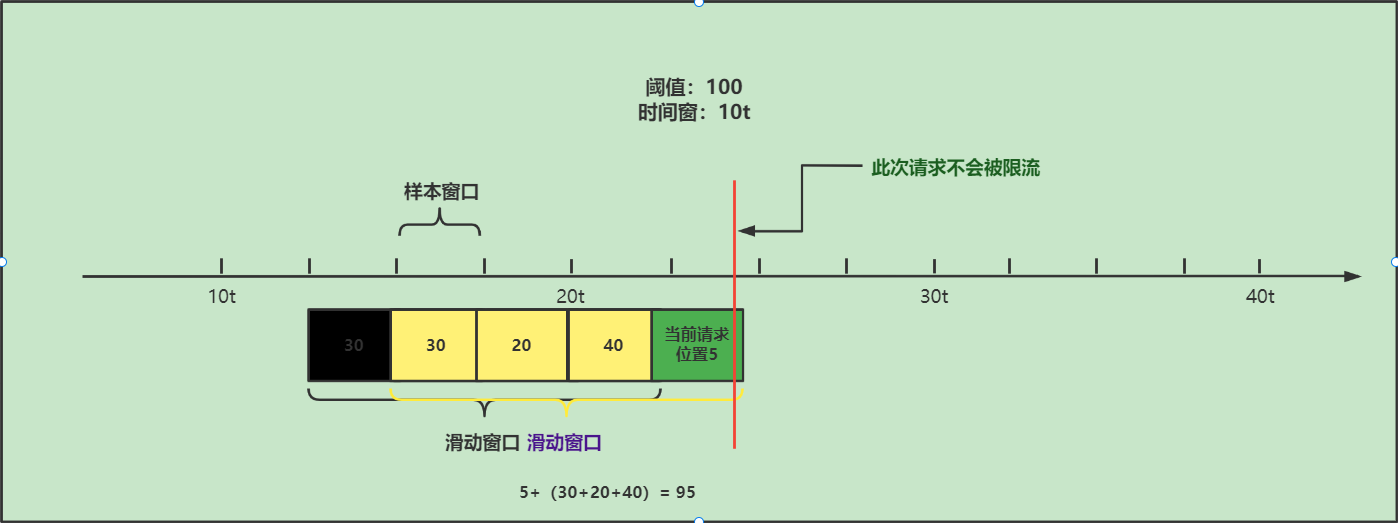 阈值：100
时间窗：10t
此次请求不会被限流
样本窗口
10t
20t
30t
40t
30
30
20
40
当前请求
位置5
滑动窗口 滑动窗口
5+（30+20+40）= 95